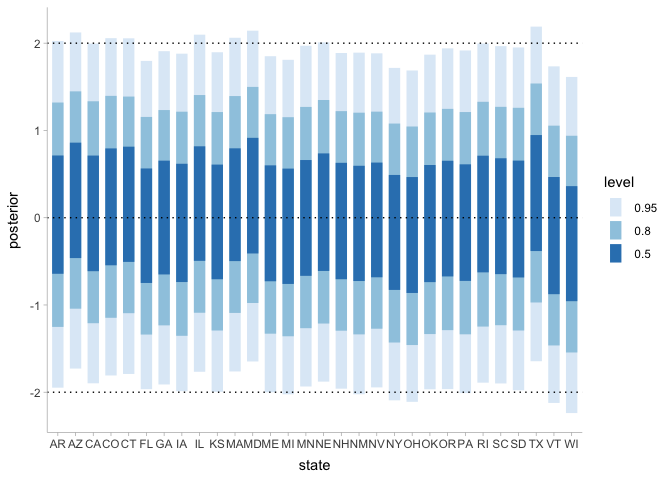 2
1
0
-1
-2
posterior
AR AZ CA CO CT FL GA IA IL KS MA MD ME MI MN NE NH NM NV NY OH OK OR PA RI SC SD TX VT WI
state
level
0.95
0.8
0.5